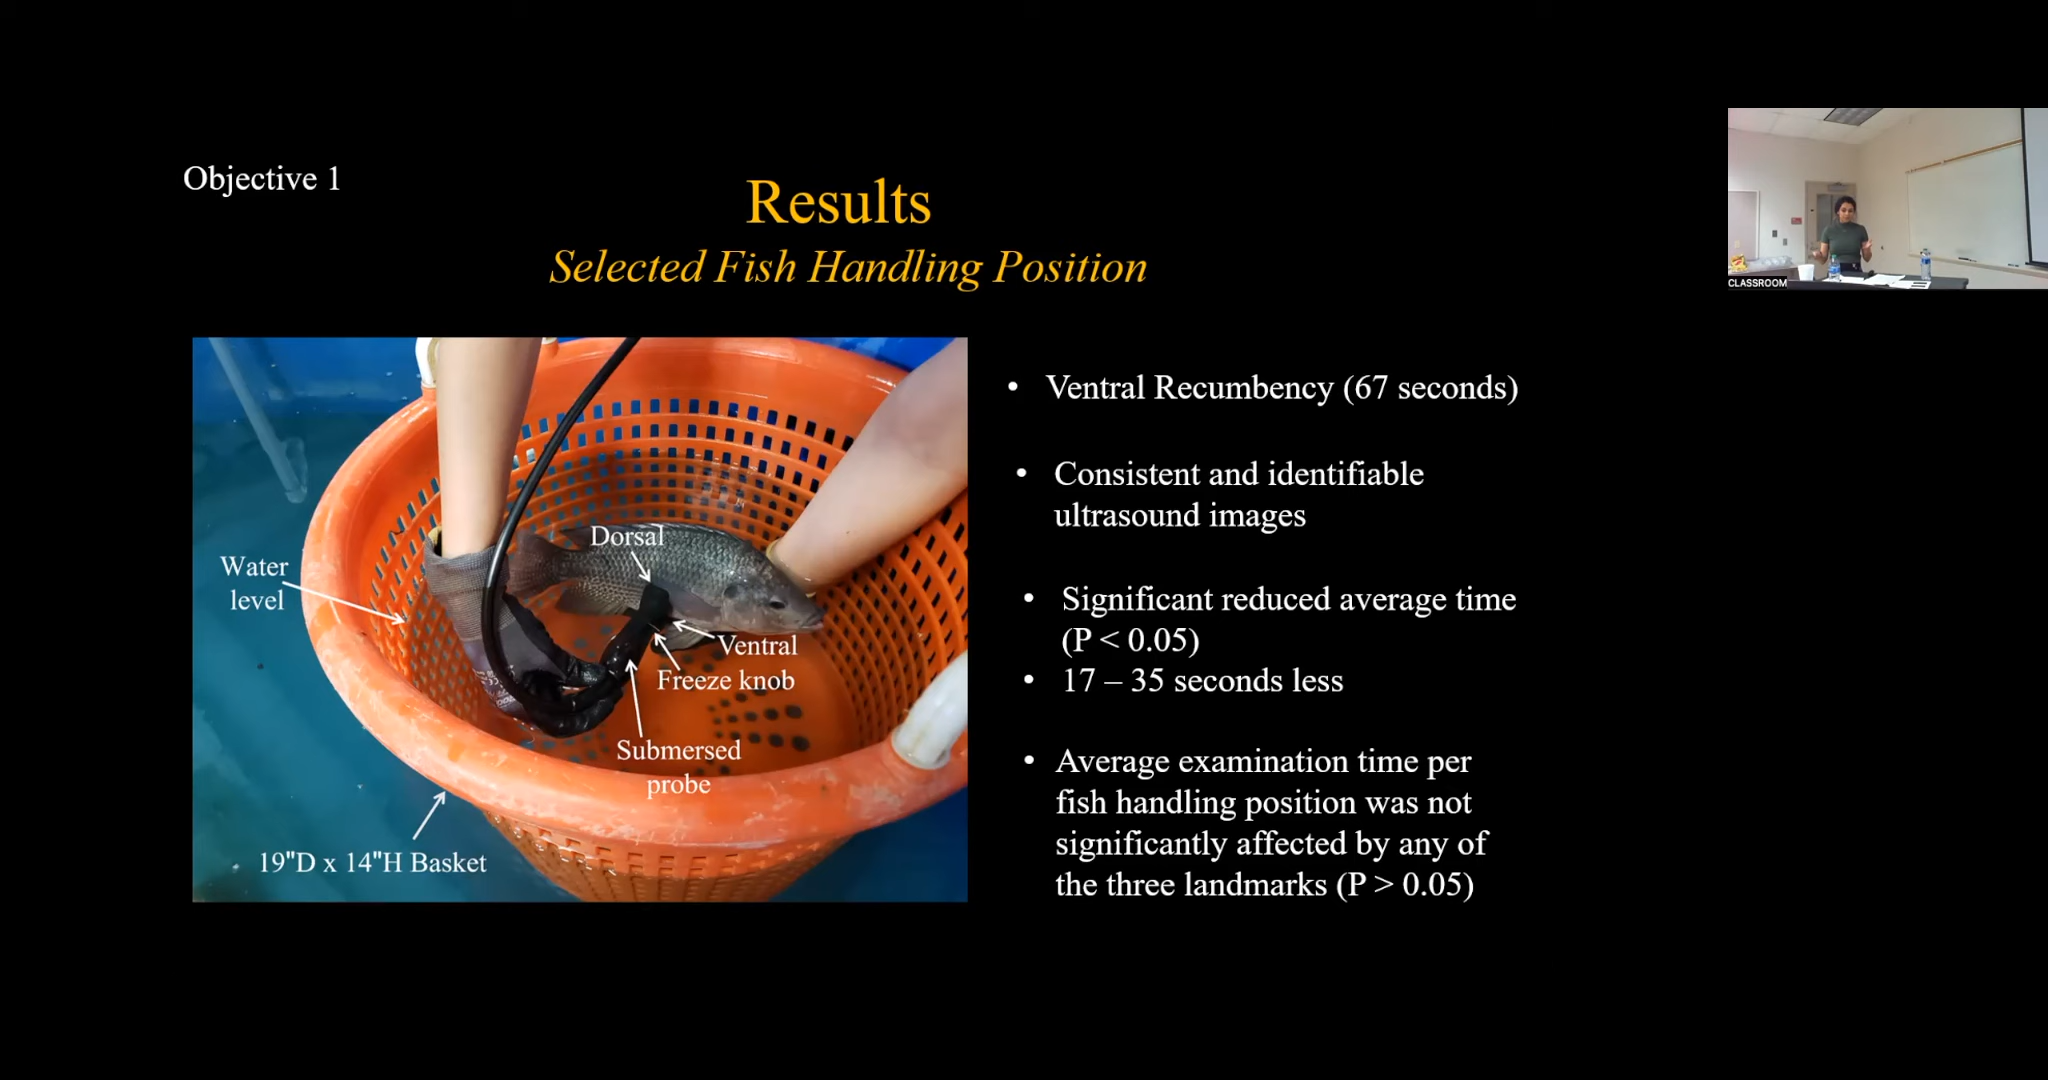 Objective 1
Results
Selected Fish Handling Position
Dorsal
Water
level
Ventral
Freeze knob
Submersed
probe
19"D x 14"H Basket
• Ventral Recumbency (67 seconds)
• Consistent and identifiable
ultrasound images
• Significant reduced average time
(P < 0.05)
• 17 – 35 seconds less
• Average examination time per
fish handling position was not
significantly affected by any of
the three landmarks (P > 0.05)
CLASSROOM